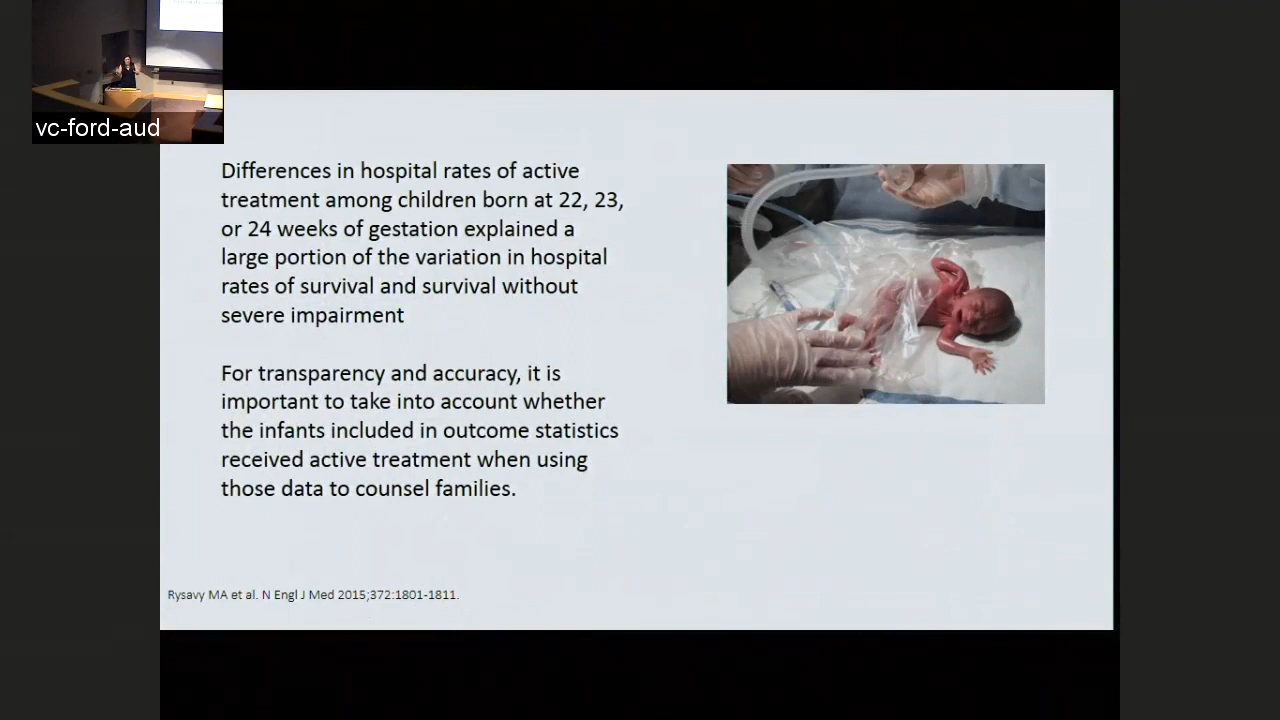 vc-ford-aud
Differences in hospital rates of active
treatment among children born at 22, 23,
or 24 weeks of gestation explained a
large portion of the variation in hospital
rates of survival and survival without
severe impairment
For transparency and accuracy, it is
important to take into account whether
the infants included in outcome statistics
received active treatment when using
those data to counsel families.
Rysavy MA et al. N Engl J Med 2015;372:1801-1811.